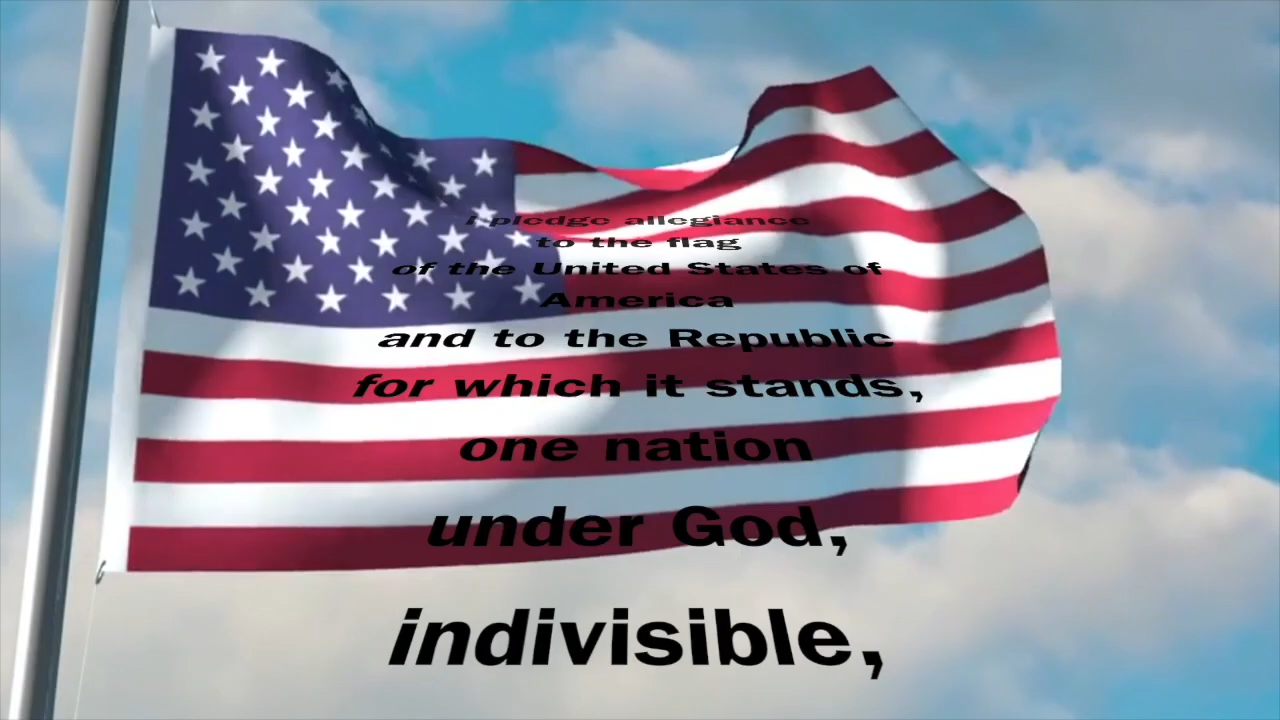 I pledge allegiance
to the flag
of the United States of
America
and to the Republic
for which it stands,
one nation
under God,
indivisible,